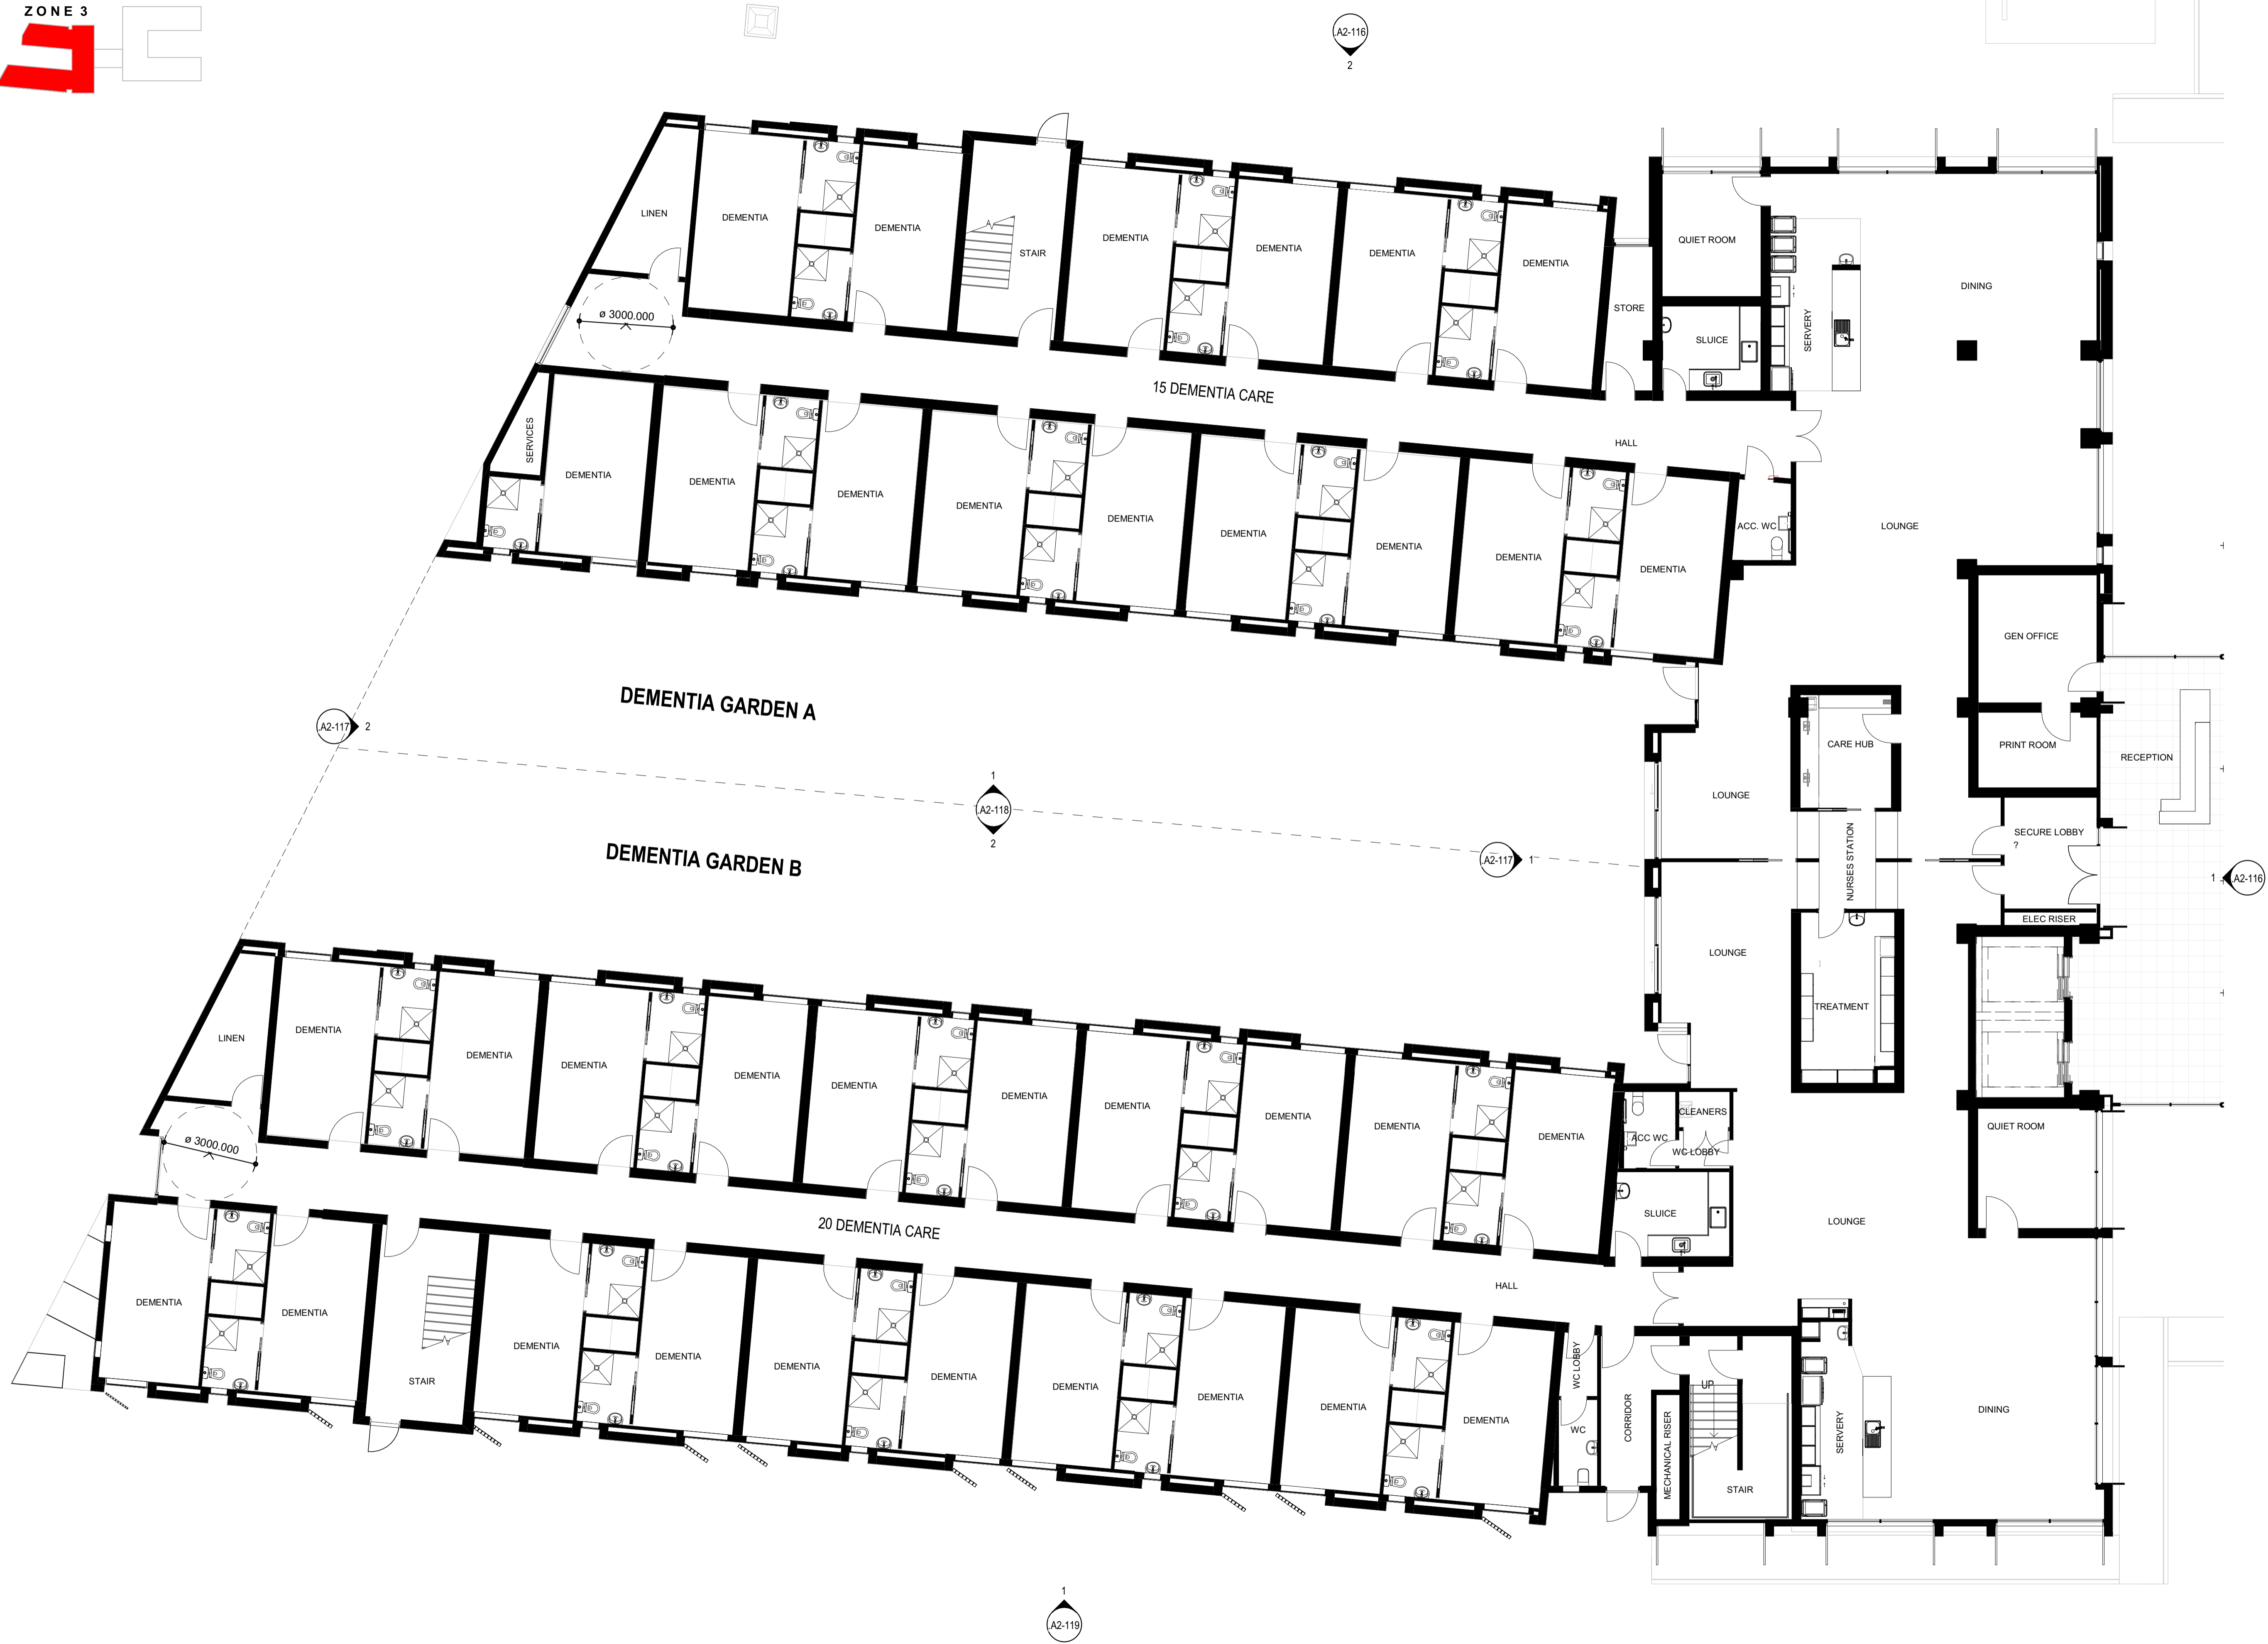 ZONE 3
.A2-116
2
LINEN
DEMENTIA
DEMENTIA
STAIR
DEMENTIA
DEMENTIA
DEMENTIA
DEMENTIA
STORE
QUIET ROOM
SLUICE
SERVERY
DINING
ø 3000.000
15 DEMENTIA CARE
HALL
SERVICES
DEMENTIA
DEMENTIA
DEMENTIA
DEMENTIA
DEMENTIA
DEMENTIA
DEMENTIA
DEMENTIA
DEMENTIA
ACC. WC
LOUNGE
GEN OFFICE
DEMENTIA GARDEN A
.A2-117
2
CARE HUB
PRINT ROOM
RECEPTION
LOUNGE
1
.A2-118
2
DEMENTIA GARDEN B
.A2-117
1
NURSES STATION
SECURE LOBBY
?
1
.A2-116
ELEC RISER
LOUNGE
TREATMENT
LINEN
DEMENTIA
DEMENTIA
DEMENTIA
DEMENTIA
DEMENTIA
DEMENTIA
DEMENTIA
DEMENTIA
DEMENTIA
DEMENTIA
CLEANERS
ACC WC
WC LOBBY
QUIET ROOM
ø 3000.000
20 DEMENTIA CARE
SLUICE
LOUNGE
HALL
DEMENTIA
DEMENTIA
STAIR
DEMENTIA
DEMENTIA
DEMENTIA
DEMENTIA
DEMENTIA
DEMENTIA
DEMENTIA
DEMENTIA
WC LOBBY
WC
CORRIDOR
MECHANICAL RISER
UP
STAIR
SERVERY
DINING
1
.A2-119